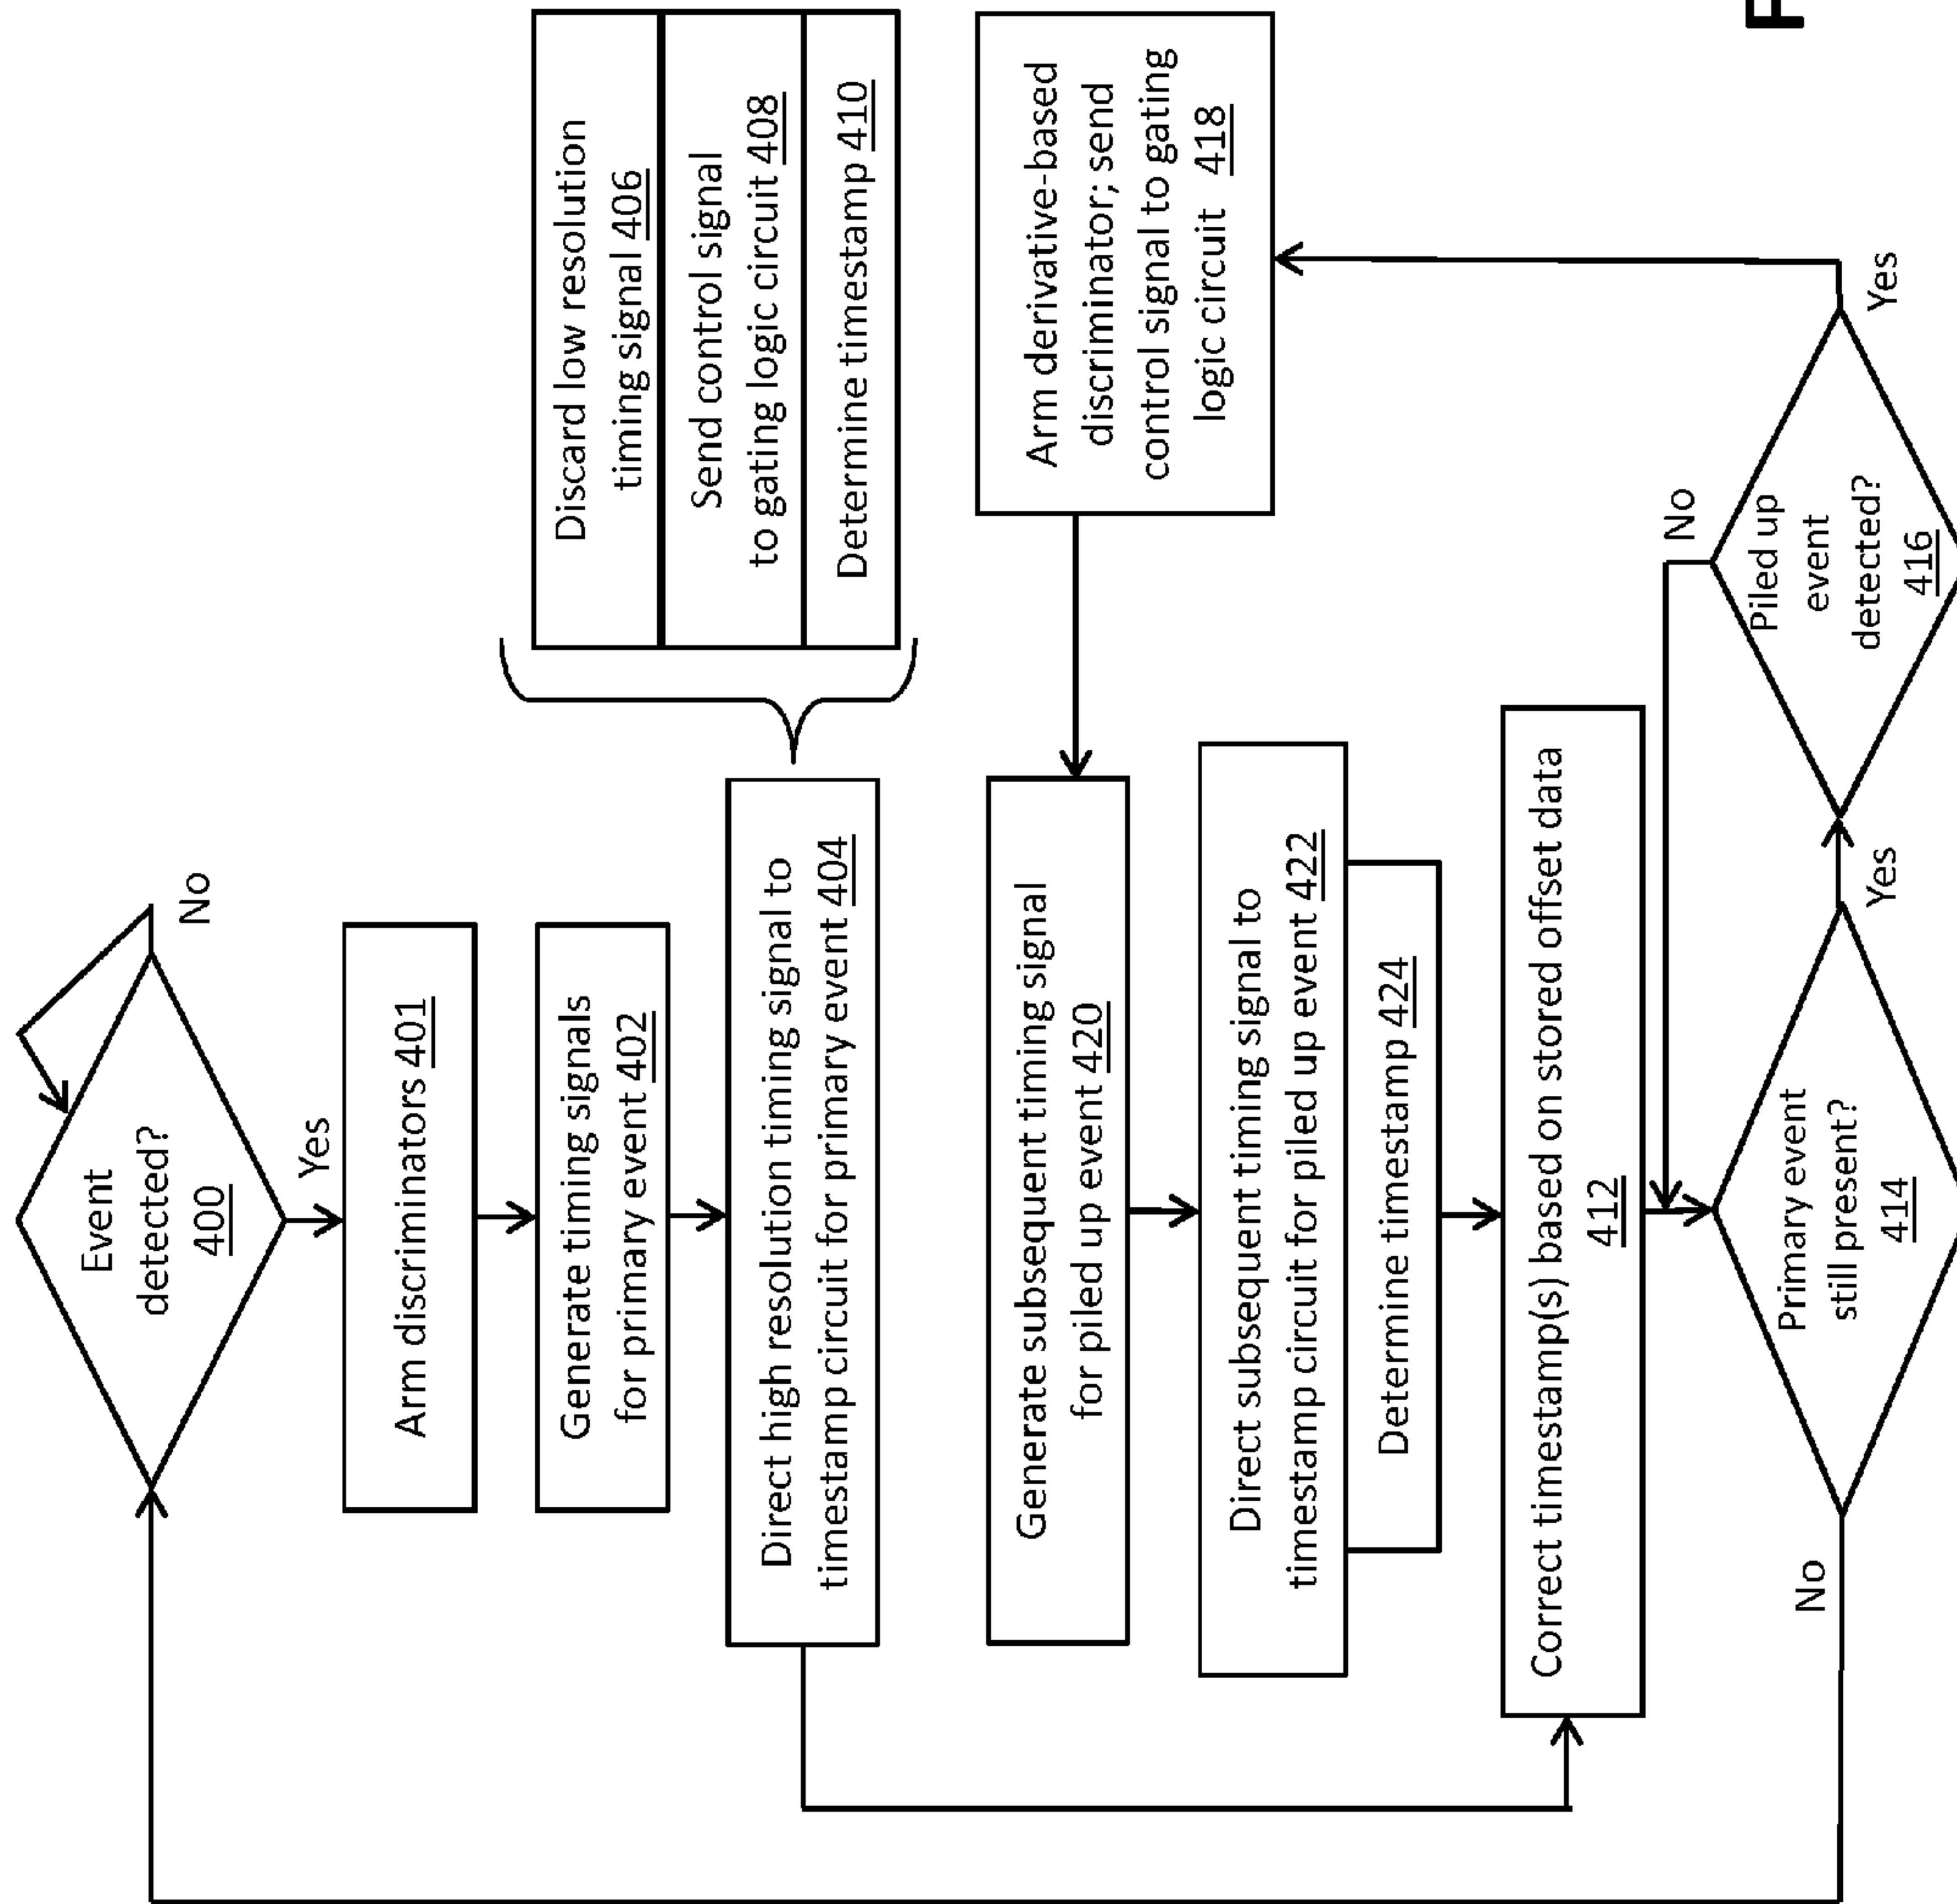 Event
detected?
400
No
Yes
Arm discriminators 401
Generate timing signals
for primary event 402
Direct high resolution timing signal to
timestamp circuit for primary event 404
Discard low resolution
timing signal 406
Send control signal
to gating logic circuit 408
Determine timestamp 410
Arm derivative-based
discriminator; send
control signal to gating
logic circuit 418
Generate subsequent timing signal
for piled up event 420
Direct subsequent timing signal to
timestamp circuit for piled up event 422
Determine timestamp 424
Correct timestamp(s) based on stored offset data
412
Primary event
still present?
414
No
Yes
Piled up
event
detected?
416
No
Yes